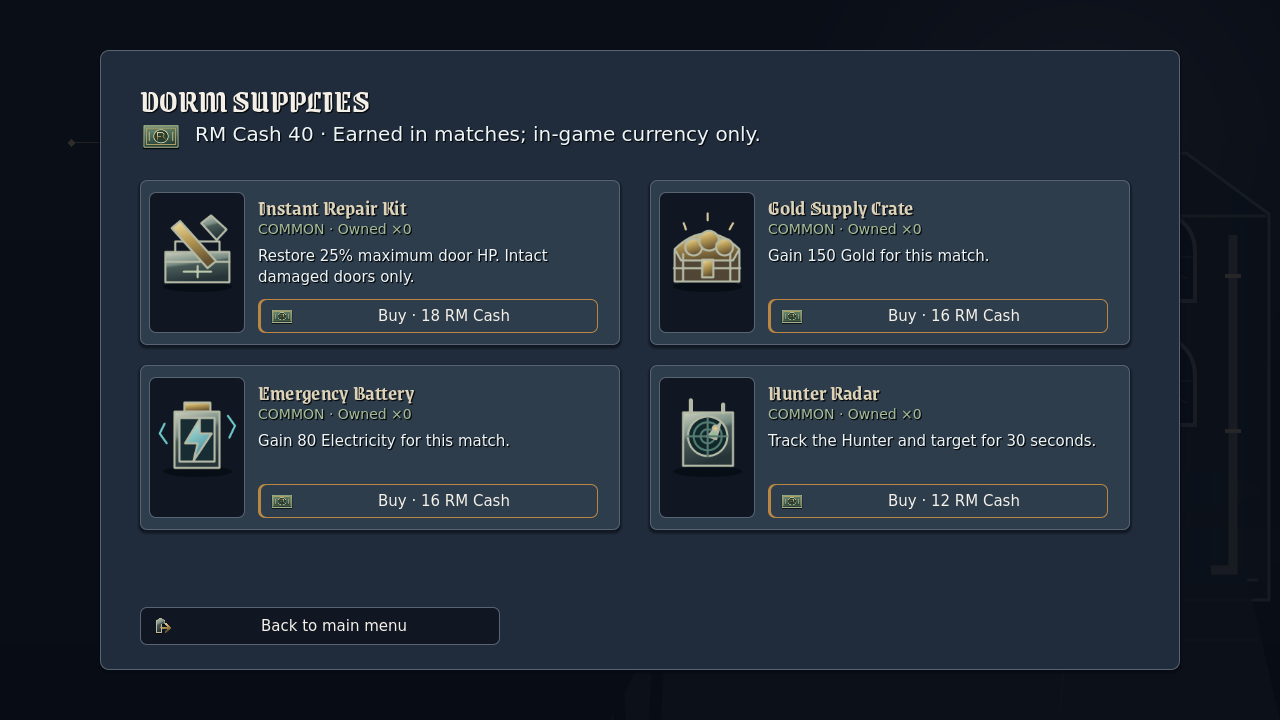 DORM SUPPLIES
RM Cash 40 · Earned in matches; in-game currency only.
Instant Repair Kit
COMMON · Owned ×0
Restore 25% maximum door HP. Intact
damaged doors only.
Buy · 18 RM Cash
Gold Supply Crate
COMMON · Owned ×0
Gain 150 Gold for this match.
Buy · 16 RM Cash
Emergency Battery
COMMON · Owned ×0
Gain 80 Electricity for this match.
Buy · 16 RM Cash
Hunter Radar
COMMON · Owned ×0
Track the Hunter and target for 30 seconds.
Buy · 12 RM Cash
Back to main menu